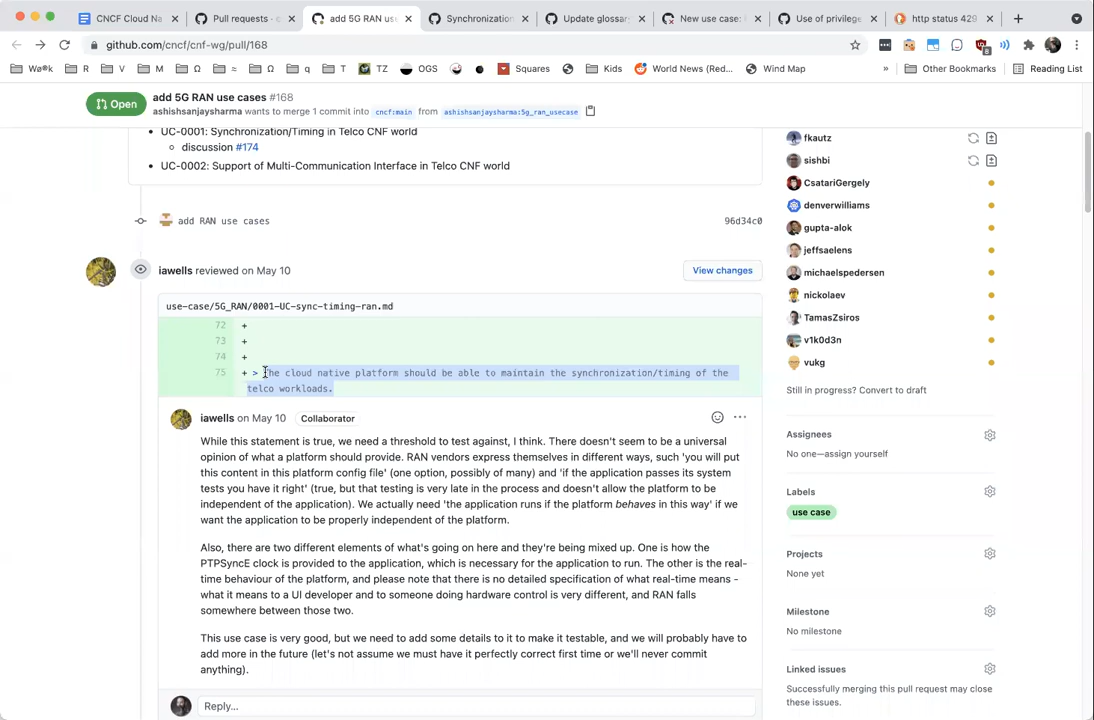 CNCF Cloud Na
Pull requests ·
add 5G RAN use
Synchronization
Update glossar
New use case:
Use of privilege
http status 429
github.com/cncf/cnf-wg/pull/168
8
Wø®k
R
V
M
Ω
≈
Ω
q
T
TZ
OGS
Squares
Kids
World News (Red...
Wind Map
»
Other Bookmarks
Reading List
Open
add 5G RAN use cases #168
ashishsanjaysharma wants to merge 1 commit into cncf:main from ashishsanjaysharma:5g_ran_usecase
• UC-0001: Synchronization/Timing in Telco CNF world
discussion #174
• UC-0002: Support of Multi-Communication Interface in Telco CNF world
add RAN use cases
96d34c0
iawells reviewed on May 10
View changes
use-case/5G_RAN/0001-UC-sync-timing-ran.md
72 +
73 +
74 +
75 + > The cloud native platform should be able to maintain the synchronization/timing of the
telco workloads.
iawells on May 10 Collaborator
While this statement is true, we need a threshold to test against, I think. There doesn't seem to be a universal
opinion of what a platform should provide. RAN vendors express themselves in different ways, such 'you will put
this content in this platform config file' (one option, possibly of many) and 'if the application passes its system
tests you have it right' (true, but that testing is very late in the process and doesn't allow the platform to be
independent of the application). We actually need 'the application runs if the platform behaves in this way' if we
want the application to be properly independent of the platform.
Also, there are two different elements of what's going on here and they're being mixed up. One is how the
PTPSyncE clock is provided to the application, which is necessary for the application to run. The other is the real-
time behaviour of the platform, and please note that there is no detailed specification of what real-time means -
what it means to a UI developer and to someone doing hardware control is very different, and RAN falls
somewhere between those two.
This use case is very good, but we need to add some details to it to make it testable, and we will probably have to
add more in the future (let's not assume we must have it perfectly correct first time or we'll never commit
anything).
Reply...
fkautz
sishbi
CsatariGergely
denverwilliams
gupta-alok
jeffsaelens
michaelspedersen
nickolaev
TamasZsiros
v1k0d3n
vukg
Still in progress? Convert to draft
Assignees
No one—assign yourself
Labels
use case
Projects
None yet
Milestone
No milestone
Linked issues
Successfully merging this pull request may close
these issues.